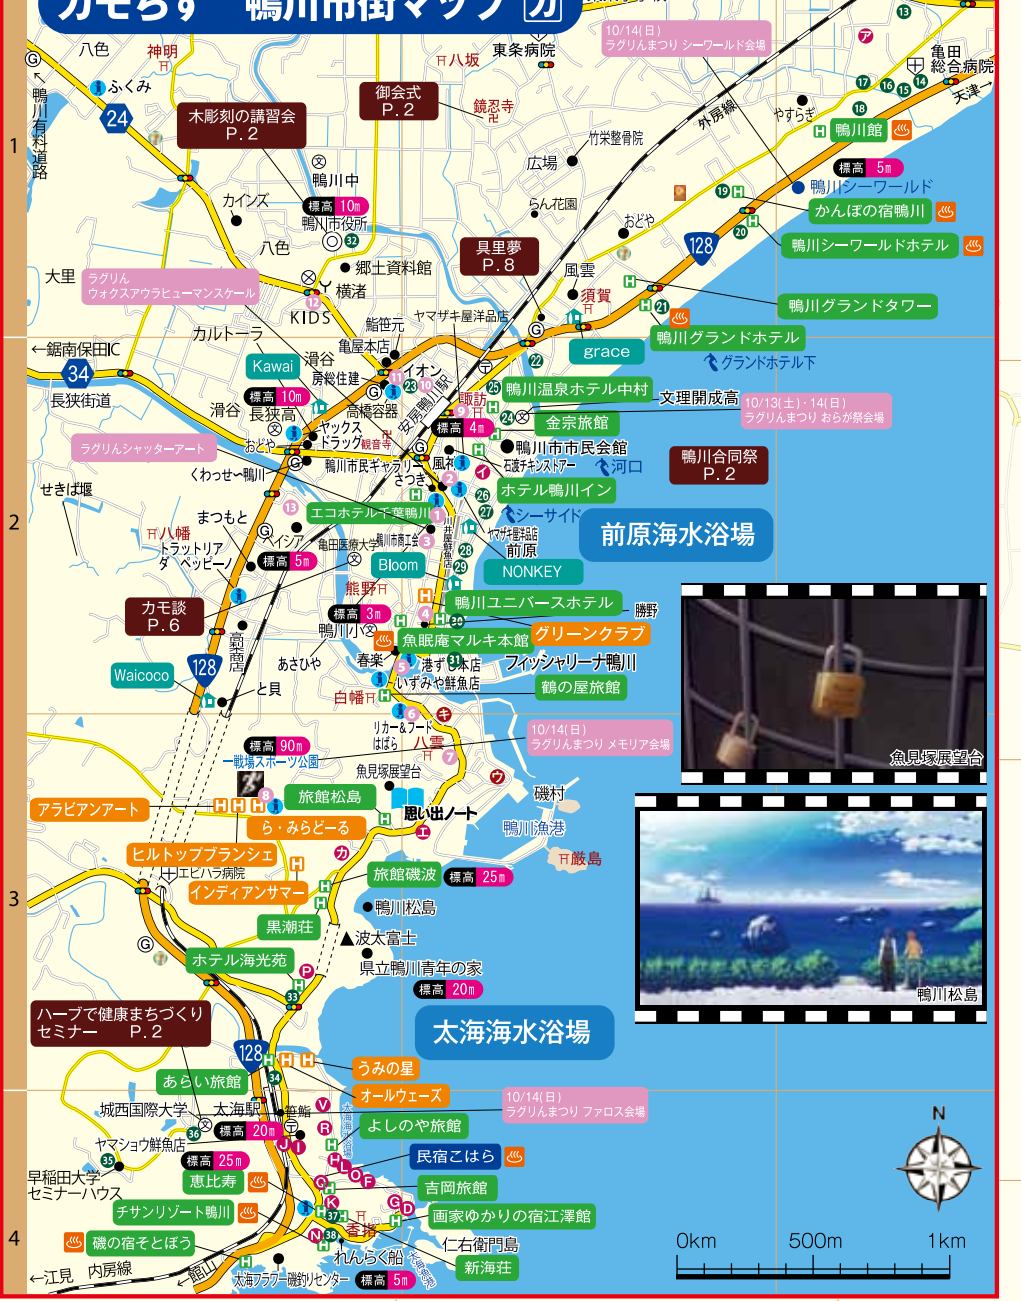 カモらす 鴨川市街マップ 力
10/14(日)
ラグりんまつり シーワールド会場
八色
神明
ふくみ
鴨川有料道路
24
木彫刻の講習会
P.2
御会式
P.2
八坂
東条病院
鏡忍寺
竹栄整骨院
広場
らん花園
外房線
やすらぎ
亀田
総合病院
天津→
鴨川館
標高 5m
鴨川シーワールド
かんぽの宿鴨川
鴨川シーワールドホテル
128
鴨川グランドタワー
鴨川グランドホテル
グランドホテル下
1
鴨川中
標高 10m
鴨川市役所
カインズ
八色
郷土資料館
大里
ラグりん
ウォクスアウラヒューマンスケール
横渚
KIDS
貝里夢
P.8
おどや
風雲
須賀
grace
カルトーラ
鮨笹元
亀屋本店
ヤマザキ屋洋品店
←鋸南保田IC
34
長狭街道
Kawai
滑谷
房総住建
イオン
標高 10m
滑谷
長狭高
高橋容器
安房鴨川駅
諏訪
標高 4m
鴨川温泉ホテル中村
文理開成高
金宗旅館
10/13(土)・14(日)
ラグりんまつり おらが祭会場
鴨川合同祭
P.2
ラグりんシャッターアート
おどや
ヤックス
ドラッグ
観音寺
くわっせ〜鴨川
鴨川市民ギャラリー
さつき
鴨川市市民会館
石渡チキンストアー
河口
ホテル鴨川イン
シーサイド
せきば堰
2
エコホテル千葉鴨川
まつもと
八幡
トラットリア
ダ ペッピーノ
ベイシア
標高 5m
亀田医療大学
鴨川市商工会
ヤマザキ屋洋品店
前原
前原海水浴場
Bloom
NONKEY
熊野
鴨川ユニバースホテル
勝野
カモ談
P.6
標高 3m
鴨川小
魚眠庵マルキ本館
グリーンクラブ
128
あさひや
春楽
港ずし本店
フィッシャリーナ鴨川
Waicoco
と貝
いずみや鮮魚店
白幡
鶴の屋旅館
リカー&フード
はばら
八雲
10/14(日)
ラグりんまつり メモリア会場
魚見塚展望台
標高 90m
一戦場スポーツ公園
魚見塚展望台
アラビアンアート
旅館松島
思い出ノート
ら・みらどーる
磯村
鴨川漁港
厳島
ヒルトップブランシェ
エビハラ病院
インディアンサマー
旅館磯波
標高 25m
3
鴨川松島
黒潮荘
波太富士
ホテル海光苑
県立鴨川青年の家
標高 20m
鴨川松島
ハーブで健康まちづくり
セミナー P.2
太海海水浴場
128
うみの星
あらい旅館
オールウェーズ
城西国際大学
太海駅
笹鮨
10/14(日)
ラグりんまつり ファロス会場
標高 20m
よしのや旅館
ヤマショウ鮮魚店
標高 25m
民宿こはら
早稲田大学
セミナーハウス
恵比寿
吉岡旅館
チサンリゾート鴨川
香指
画家ゆかりの宿江澤館
4
磯の宿そとぼう
れんらく船
仁右衛門島
新海荘
←江見
内房線
←館山
太海フラワー磯釣りセンター
標高 5m
N
0km 500m 1km